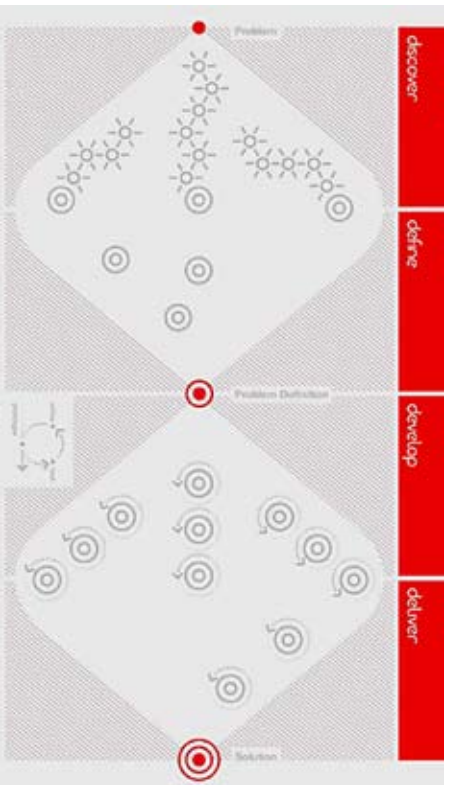 Problem
discover
define
Problem Definition
develop
deliver
Solution